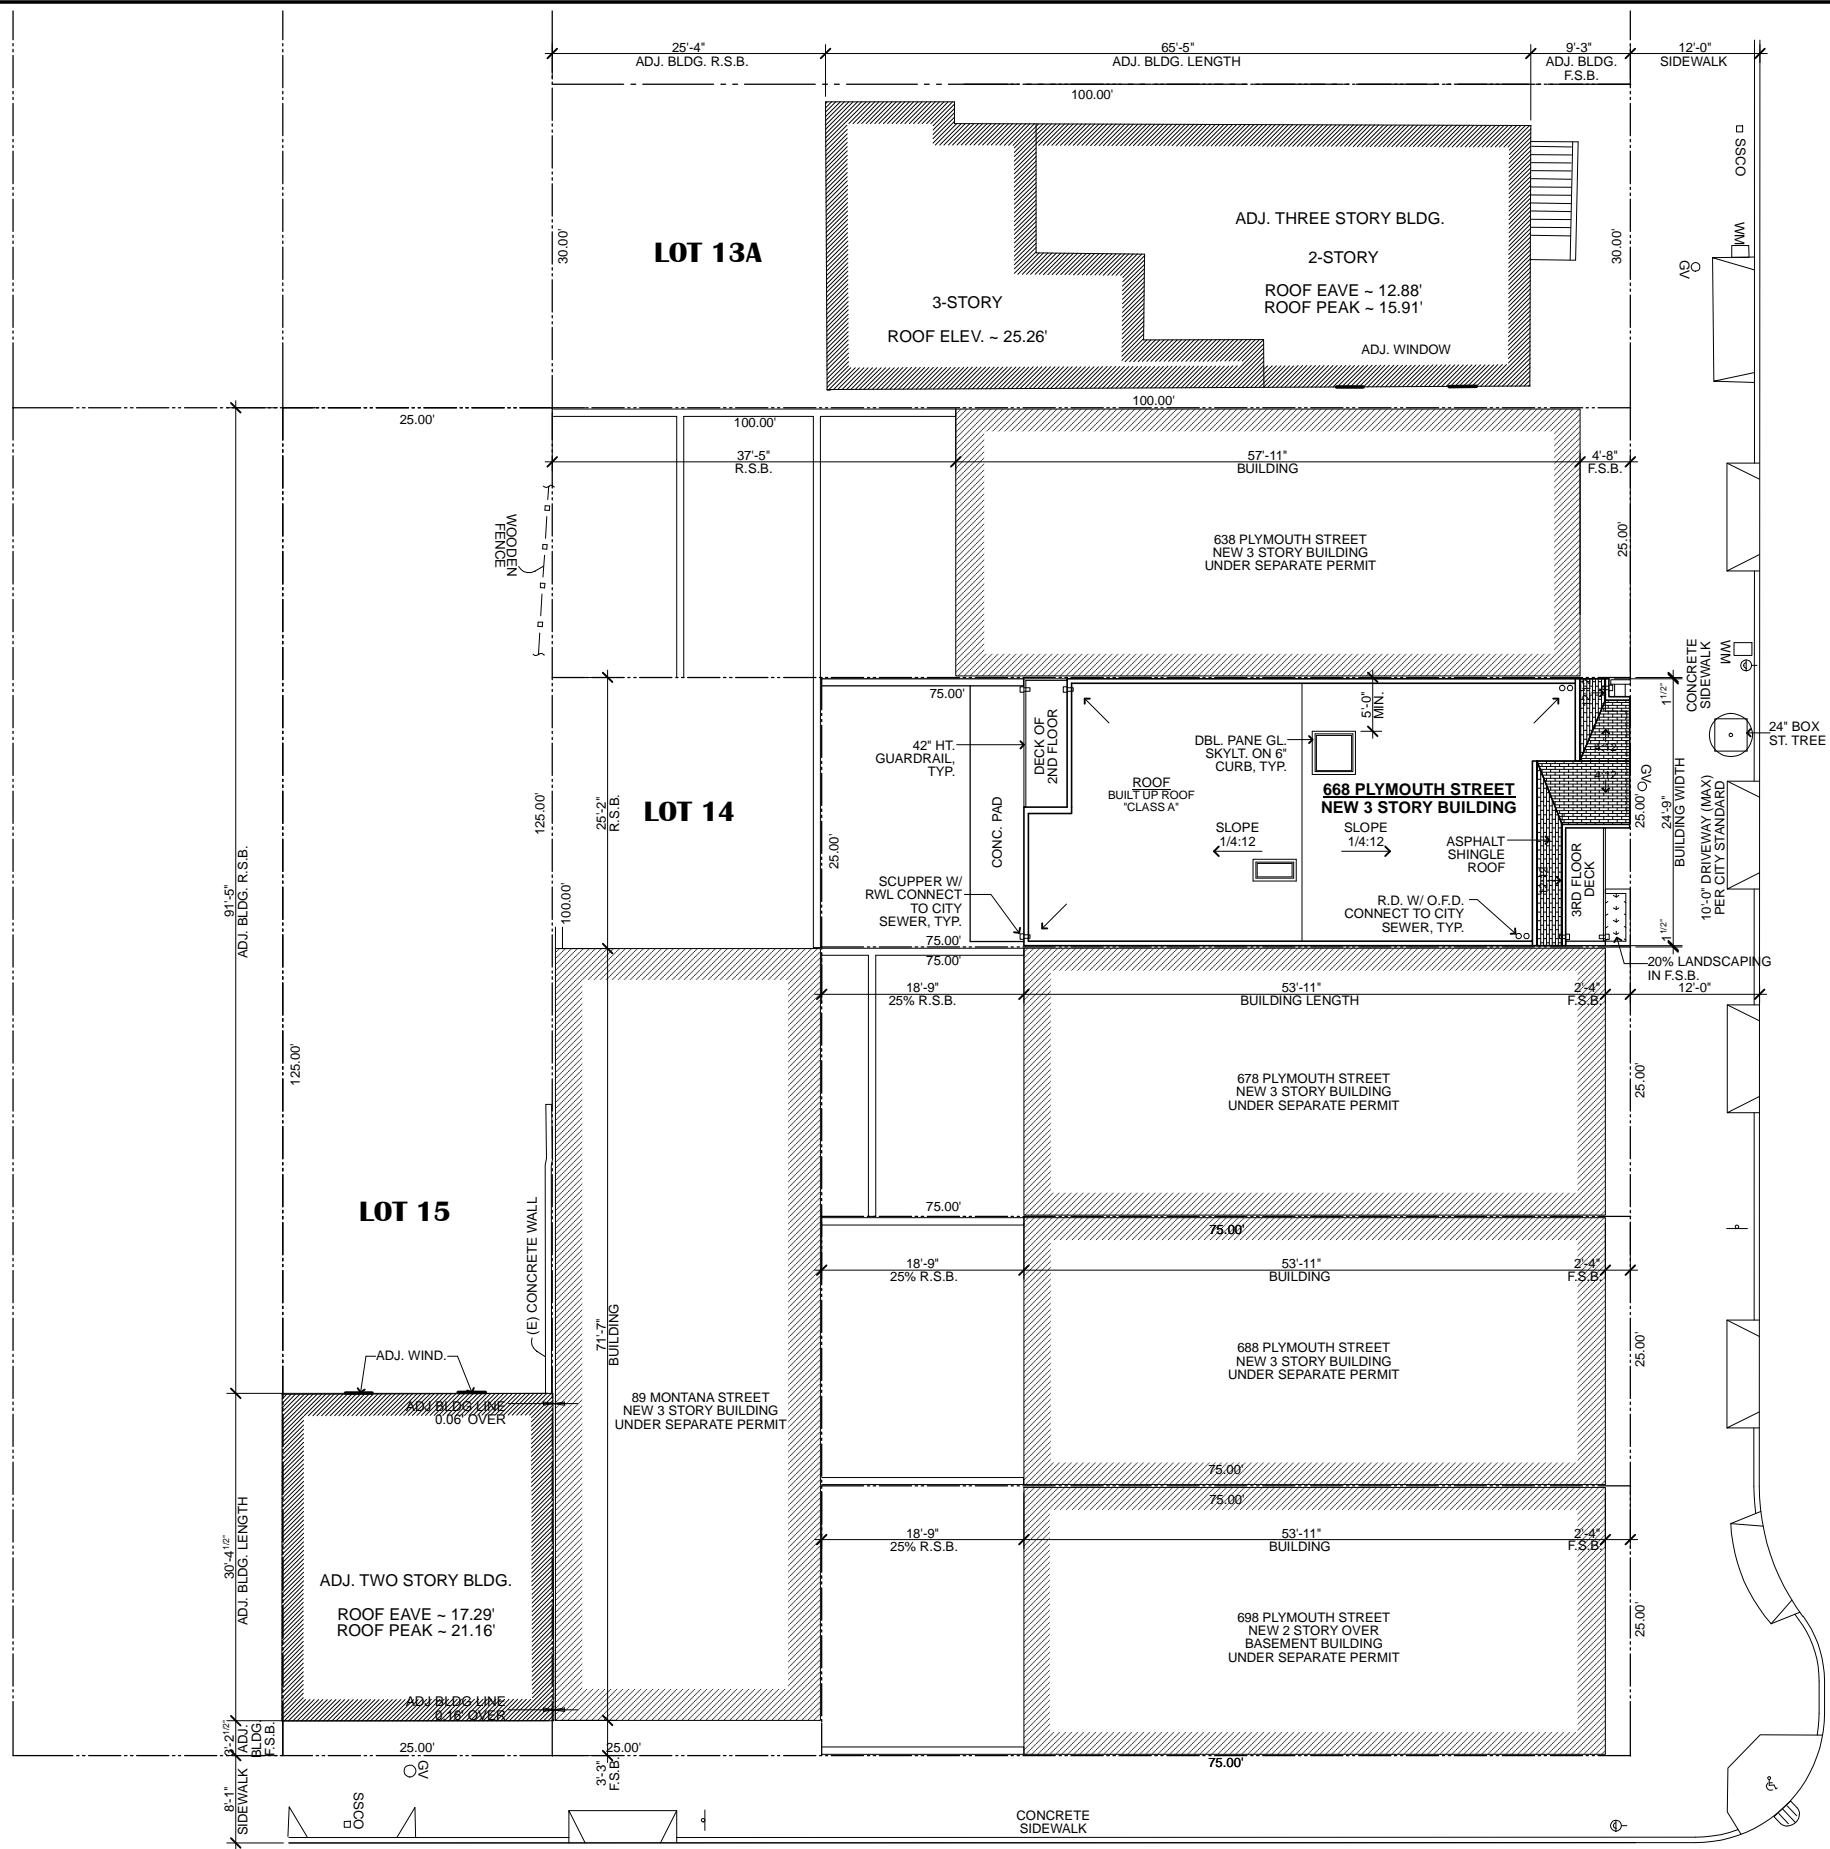 25'-4"
ADJ. BLDG. R.S.B.
65'-5"
ADJ. BLDG. LENGTH
9'-3"
ADJ. BLDG.
F.S.B.
12'-0"
SIDEWALK
100.00'
SSCO
WM
GV
30.00'
LOT 13A
30.00'
ADJ. THREE STORY BLDG.
2-STORY
ROOF EAVE ~ 12.88'
ROOF PEAK ~ 15.91'
3-STORY
ROOF ELEV. ~ 25.26'
ADJ. WINDOW
100.00'
25.00'
100.00'
37'-5"
R.S.B.
57'-11"
BUILDING
4'-8"
F.S.B.
WOODEN
FENCE
638 PLYMOUTH STREET
NEW 3 STORY BUILDING
UNDER SEPARATE PERMIT
25.00'
CONCRETE
SIDEWALK
WM
24" BOX
ST. TREE
75.00'
5'-0"
MIN.
1 1/2"
42" HT.
GUARDRAIL,
TYP.
DECK OF
2ND FLOOR
DBL. PANE GL.
SKYLT. ON 6"
CURB, TYP.
ROOF
BUILT UP ROOF
"CLASS A"
668 PLYMOUTH STREET
NEW 3 STORY BUILDING
4:12
GV
25.00'
24'-9"
BUILDING WIDTH
10'-0" DRIVEWAY (MAX)
PER CITY STANDARD
125.00'
25'-2"
R.S.B.
LOT 14
25.00'
CONC. PAD
SLOPE
1/4:12
SLOPE
1/4:12
ASPHALT
SHINGLE
ROOF
3RD FLOOR
DECK
SCUPPER W/
RWL CONNECT
TO CITY
SEWER, TYP.
R.D. W/ O.F.D.
CONNECT TO CITY
SEWER, TYP.
1 1/2"
91'-5"
ADJ. BLDG. R.S.B.
100.00'
75.00'
75.00'
20% LANDSCAPING
IN F.S.B.
18'-9"
25% R.S.B.
53'-11"
BUILDING LENGTH
2'-4"
F.S.B.
12'-0"
125.00'
678 PLYMOUTH STREET
NEW 3 STORY BUILDING
UNDER SEPARATE PERMIT
25.00'
LOT 15
(E) CONCRETE WALL
75.00'
75.00'
18'-9"
25% R.S.B.
53'-11"
BUILDING
2'-4"
F.S.B.
71'-7"
BUILDING
ADJ. WIND.
688 PLYMOUTH STREET
NEW 3 STORY BUILDING
UNDER SEPARATE PERMIT
25.00'
ADJ BLDG LINE
0.06' OVER
89 MONTANA STREET
NEW 3 STORY BUILDING
UNDER SEPARATE PERMIT
75.00'
75.00'
18'-9"
25% R.S.B.
53'-11"
BUILDING
2'-4"
F.S.B.
30'-4 1/2"
ADJ. BLDG. LENGTH
ADJ. TWO STORY BLDG.
ROOF EAVE ~ 17.29'
ROOF PEAK ~ 21.16'
698 PLYMOUTH STREET
NEW 2 STORY OVER
BASEMENT BUILDING
UNDER SEPARATE PERMIT
25.00'
ADJ BLDG LINE
0.16' OVER
3'-2 1/2"
ADJ.
BLDG.
F.S.B.
25.00'
25.00'
75.00'
3'-3"
F.S.B.
GV
8'-1"
SIDEWALK
SSCO
CONCRETE
SIDEWALK